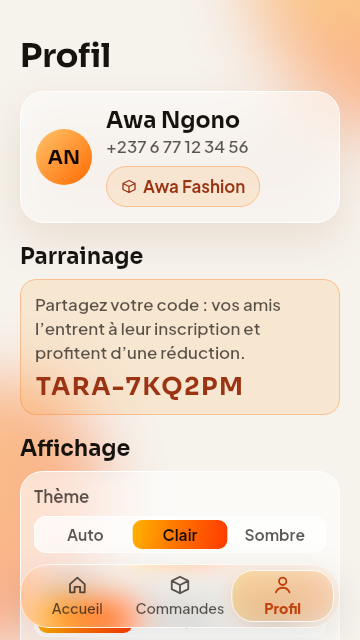 Profil
AN
Awa Ngono
+237 6 77 12 34 56
Awa Fashion
Parrainage
Partagez votre code : vos amis
l’entrent à leur inscription et
profitent d’une réduction.
TARA-7KQ2PM
Affichage
Thème
Auto
Clair
Sombre
Accueil
Commandes
Profil